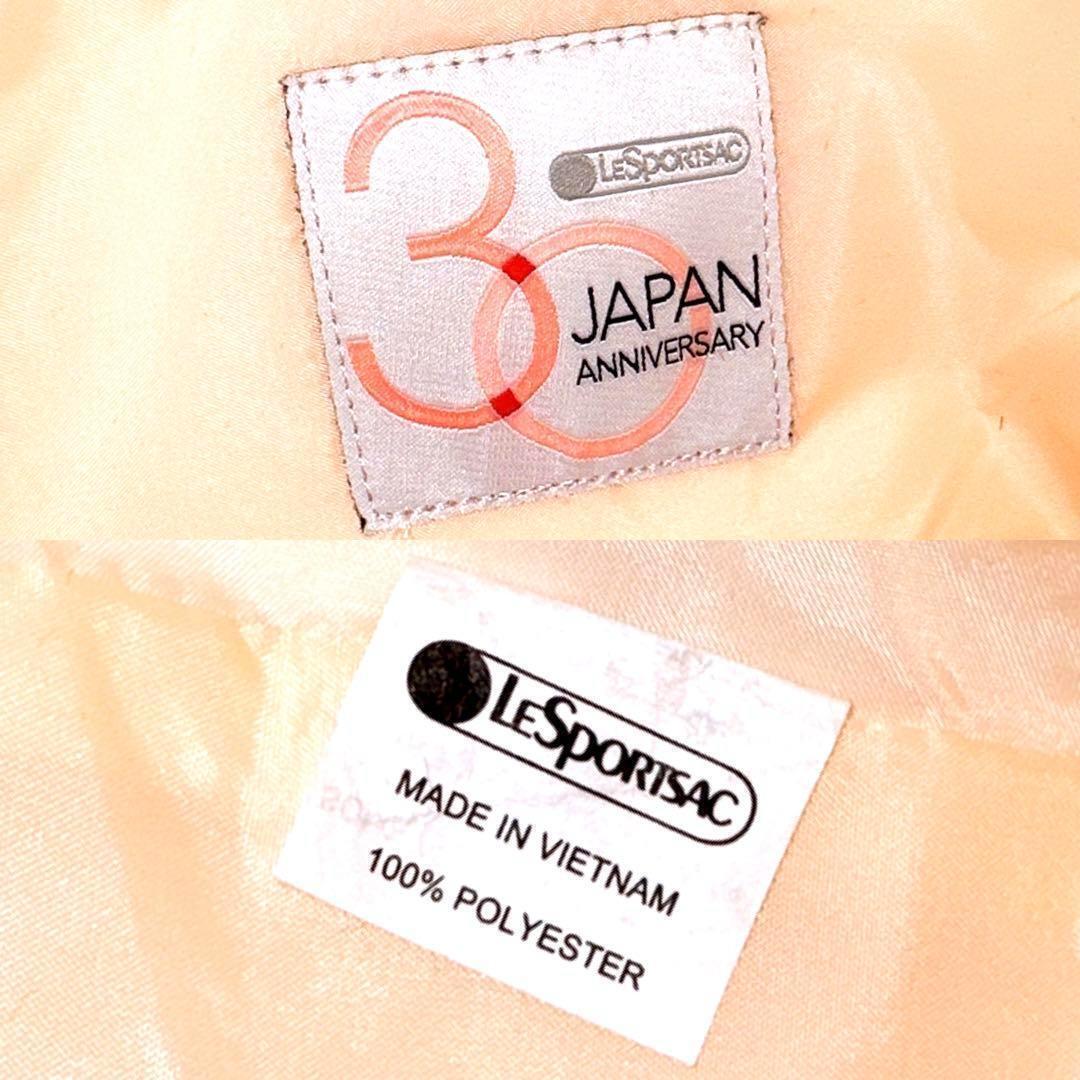 30
LESPORTSAC
JAPAN
ANNIVERSARY
LESPORTSAC
MADE IN VIETNAM
100% POLYESTER